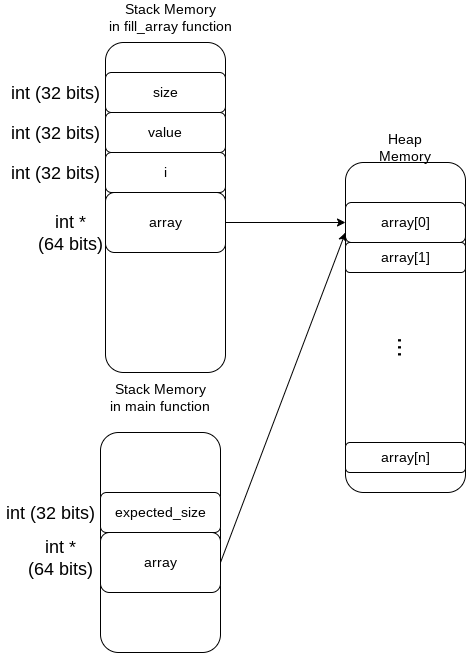 Stack Memory
in fill_array function
int (32 bits)
size
int (32 bits)
value
int (32 bits)
i
int *
(64 bits)
array
Heap
Memory
array[0]
array[1]
...
array[n]
Stack Memory
in main function
int (32 bits)
expected_size
int *
(64 bits)
array